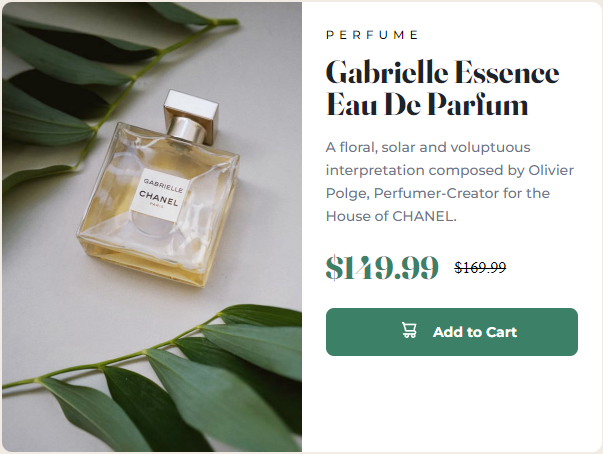 GABRIELLE
CHANEL
PARIS
PERFUME
Gabrielle Essence
Eau De Parfum
A floral, solar and voluptuous
interpretation composed by Olivier
Polge, Perfumer-Creator for the
House of CHANEL.
$149.99 $169.99
Add to Cart